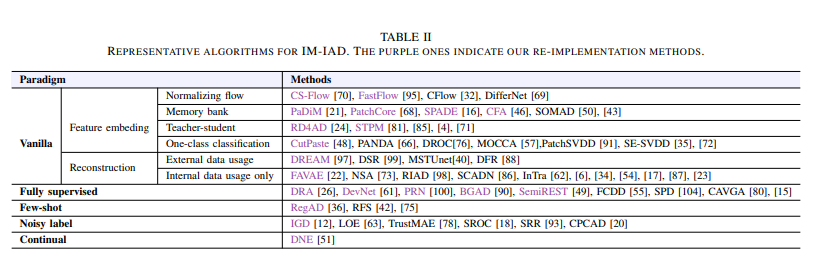 TABLE II
REPRESENTATIVE ALGORITHMS FOR IM-IAD. THE PURPLE ONES INDICATE OUR RE-IMPLEMENTATION METHODS.
Paradigm Methods
Vanilla Feature embeding Normalizing flow CS-Flow [70], FastFlow [95], CFlow [32], DifferNet [69]
Memory bank PaDiM [21], PatchCore [68], SPADE [16], CFA [46], SOMAD [50], [43]
Teacher-student RD4AD [24], STPM [81], [85], [4], [71]
One-class classification CutPaste [48], PANDA [66], DROC[76], MOCCA [57],PatchSVDD [91], SE-SVDD [35], [72]
Reconstruction External data usage DREAM [97], DSR [99], MSTUnet[40], DFR [88]
Internal data usage only FAVAE [22], NSA [73], RIAD [98], SCADN [86], InTra [62], [6], [34], [54], [17], [87], [23]
Fully supervised DRA [26], DevNet [61], PRN [100], BGAD [90], SemiREST [49], FCDD [55], SPD [104], CAVGA [80], [15]
Few-shot RegAD [36], RFS [42], [75]
Noisy label IGD [12], LOE [63], TrustMAE [78], SROC [18], SRR [93], CPCAD [20]
Continual DNE [51]